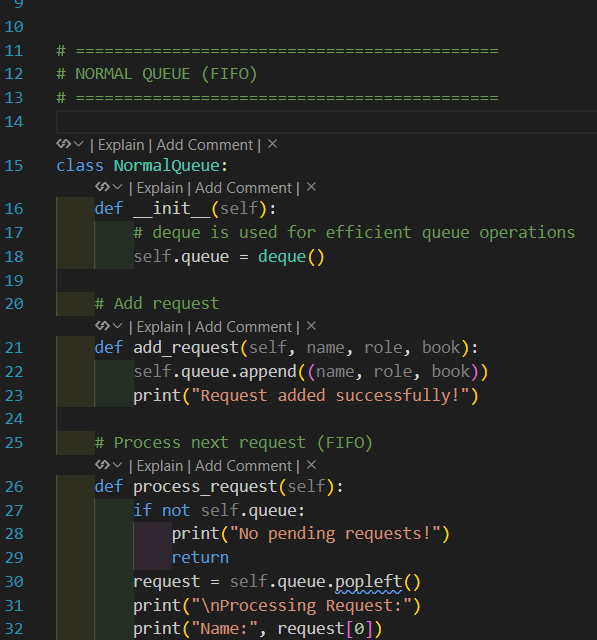 9
10
11 # ============================================
12 # NORMAL QUEUE (FIFO)
13 # ============================================
14
| Explain | Add Comment | ×
15 class NormalQueue:
| Explain | Add Comment | ×
16     def __init__(self):
17         # deque is used for efficient queue operations
18         self.queue = deque()
19
20     # Add request
| Explain | Add Comment | ×
21     def add_request(self, name, role, book):
22         self.queue.append((name, role, book))
23         print("Request added successfully!")
24
25     # Process next request (FIFO)
| Explain | Add Comment | ×
26     def process_request(self):
27         if not self.queue:
28             print("No pending requests!")
29             return
30         request = self.queue.popleft()
31         print("\nProcessing Request:")
32         print("Name:", request[0])